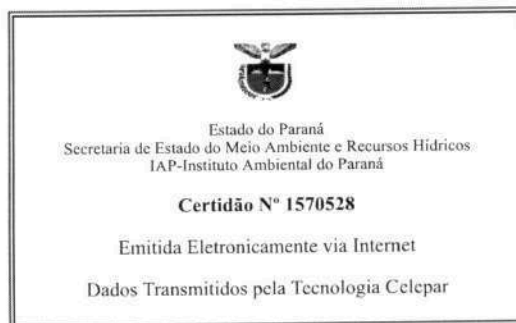 Estado do Paraná
Secretaria de Estado do Meio Ambiente e Recursos Hídricos
IAP-Instituto Ambiental do Paraná
Certidão Nº 1570528
Emitida Eletronicamente via Internet
Dados Transmitidos pela Tecnologia Celepar